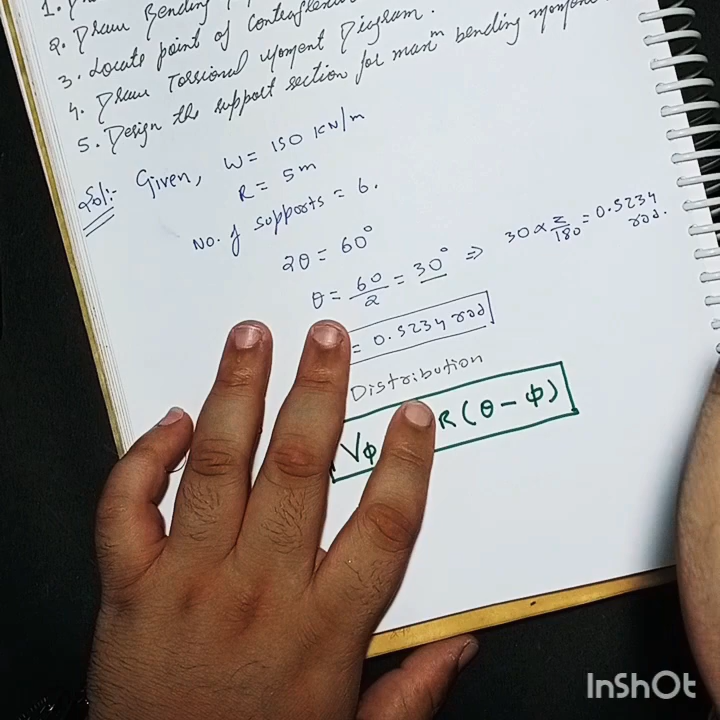 2. Draw Bending
3. Locate point of Contraflexure
4. Draw Torsional Moment Diagram.
5. Design the support section for maxm bending moment
Sol:- Given, W = 150 KN/m
R = 5m
No. of supports = 6.
2θ = 60°
θ = 60/2 = 30° ⇒ 30 × π/180 = 0.5234 rad.
= 0.5234 rad
Distribution
Vφ R(θ - φ)
InShOt